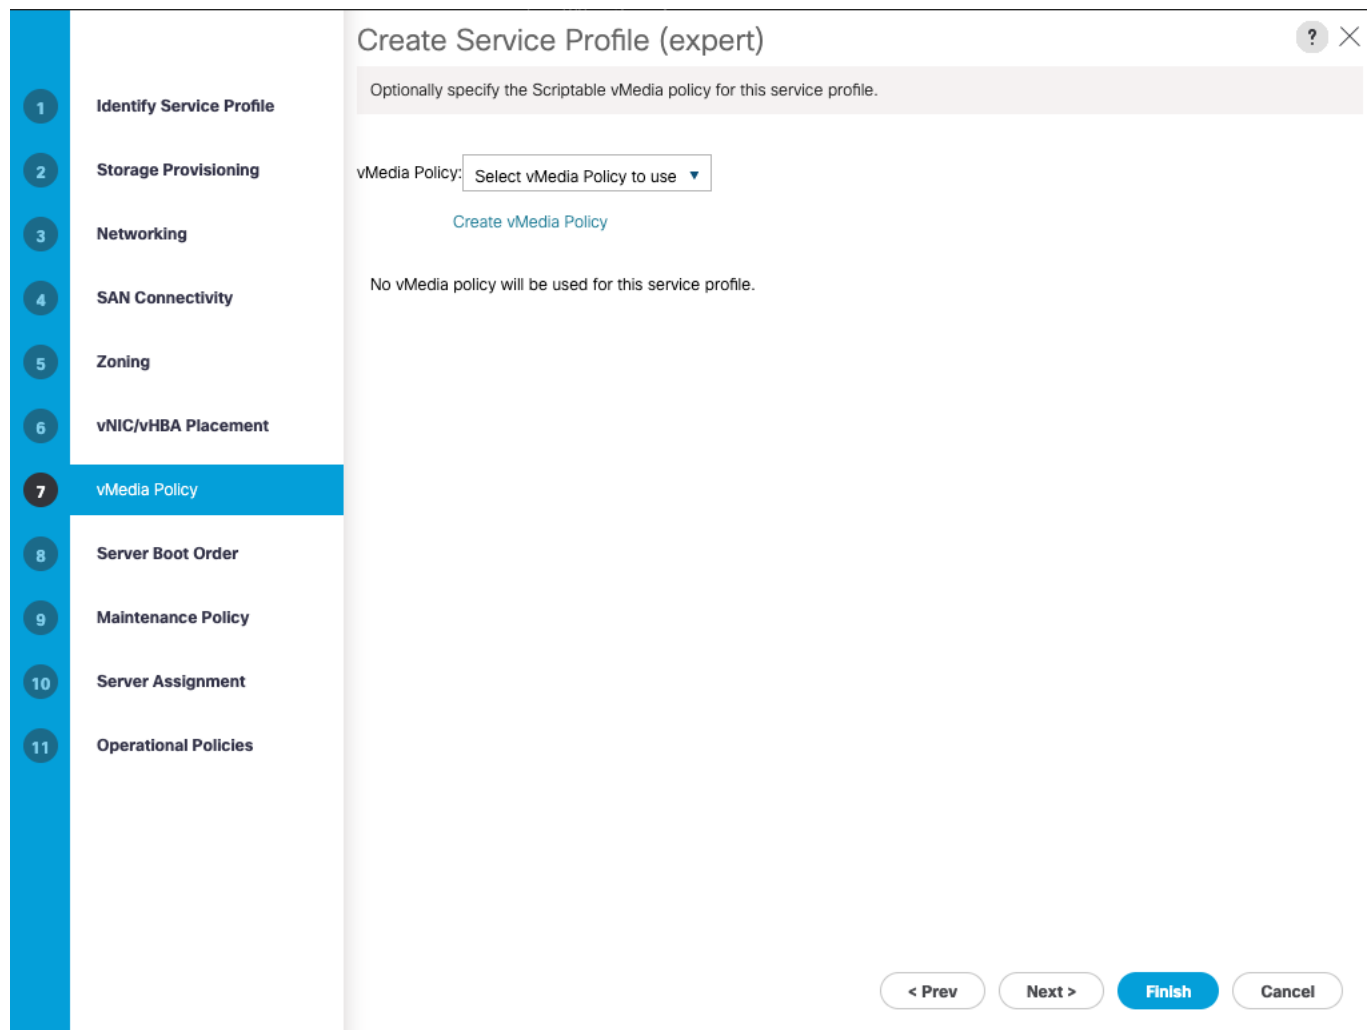 Create Service Profile (expert)
?
Optionally specify the Scriptable vMedia policy for this service profile.
1 Identify Service Profile
2 Storage Provisioning
3 Networking
4 SAN Connectivity
5 Zoning
6 vNIC/vHBA Placement
7 vMedia Policy
8 Server Boot Order
9 Maintenance Policy
10 Server Assignment
11 Operational Policies
vMedia Policy: Select vMedia Policy to use
Create vMedia Policy
No vMedia policy will be used for this service profile.
< Prev
Next >
Finish
Cancel